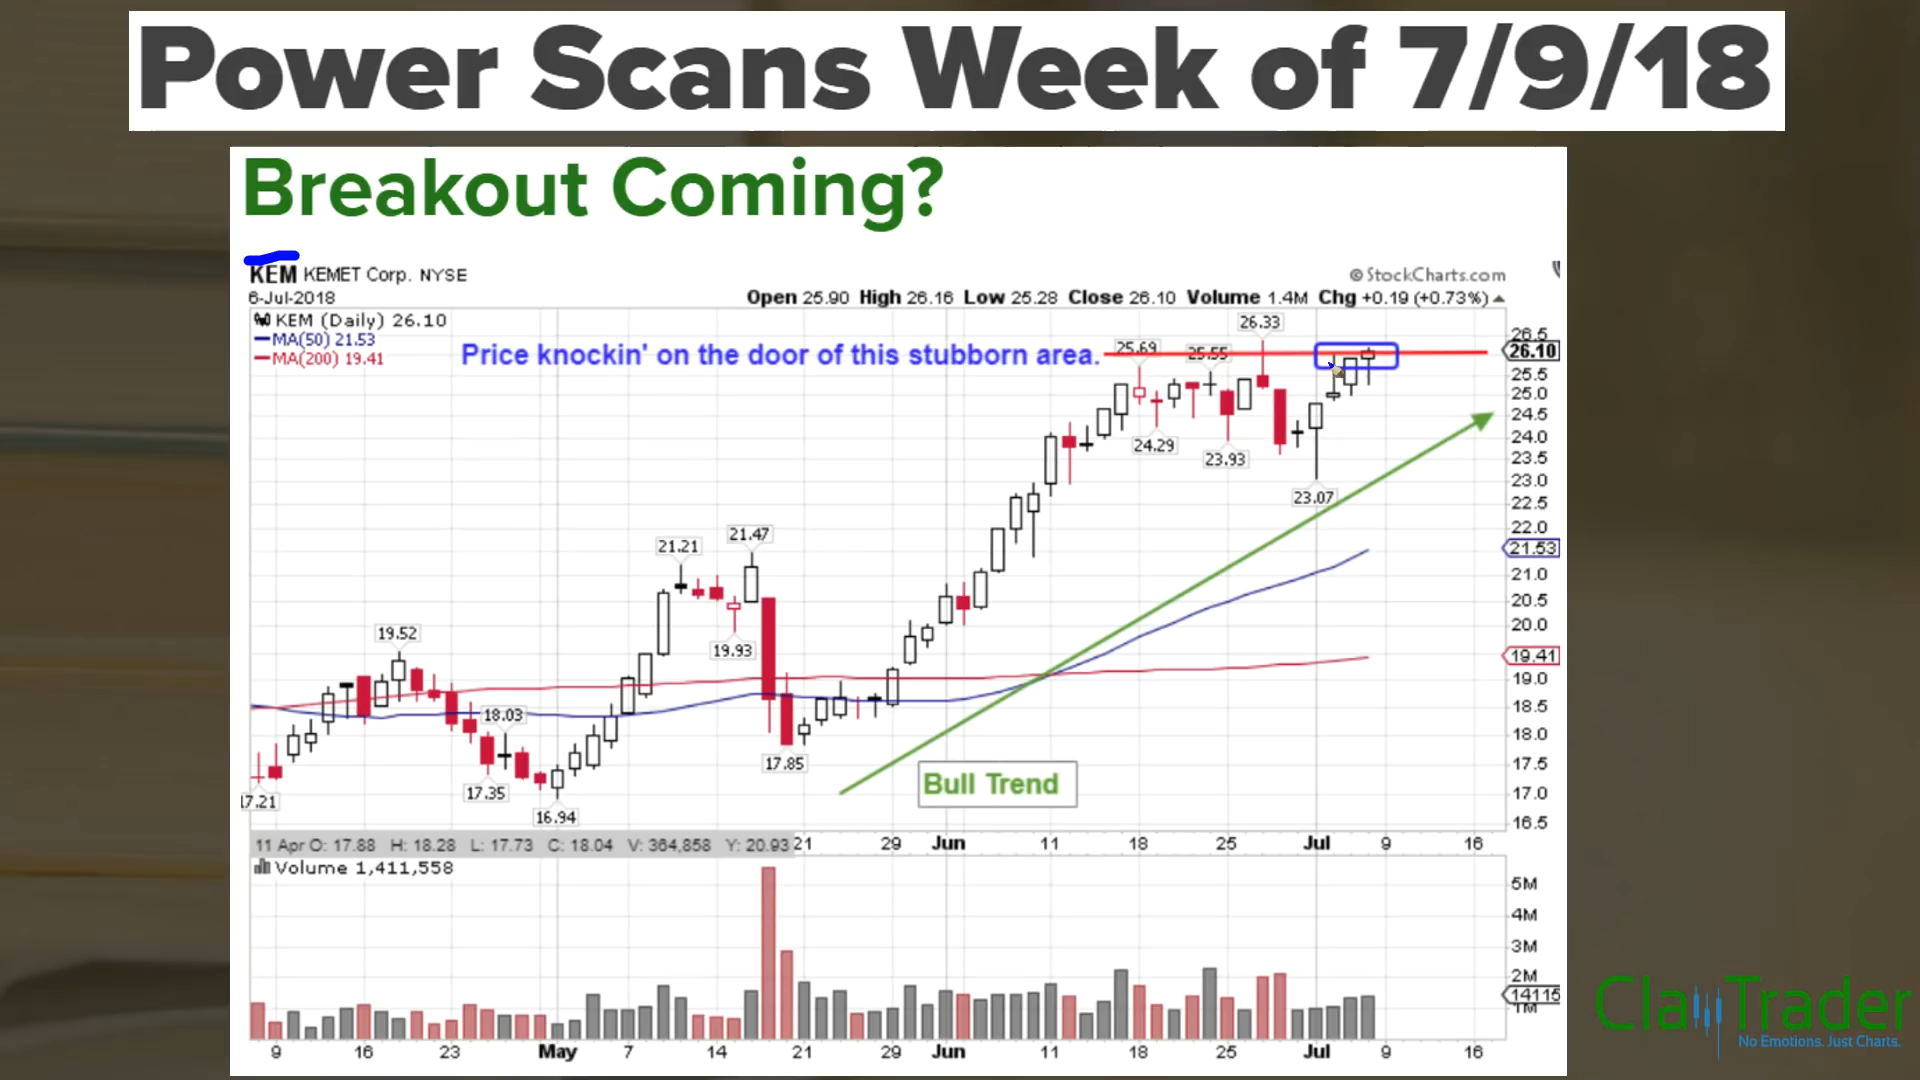 Power Scans Week of 7/9/18
Breakout Coming?
KEM KEMET Corp. NYSE
© StockCharts.com
6-Jul-2018
Open 25.90 High 26.16 Low 25.28 Close 26.10 Volume 1.4M Chg +0.19 (+0.73%)
KEM (Daily) 26.10
MA(50) 21.53
MA(200) 19.41
Price knockin' on the door of this stubborn area.
25.69
25.55
26.33
24.29
23.93
23.07
21.21
21.47
19.93
19.52
18.03
17.85
17.35
16.94
17.21
Bull Trend
26.5
26.10
25.5
25.0
24.5
24.0
23.5
23.0
22.5
22.0
21.53
21.0
20.5
20.0
19.41
19.0
18.5
18.0
17.5
17.0
16.5
11 Apr O: 17.88 H: 18.28 L: 17.73 C: 18.04 V: 364,858 Y: 20.93
21 29 Jun 11 18 25 Jul 9 16
Volume 1,411,558
5M
4M
3M
2M
14115
1M
9 16 23 May 7 14 21 29 Jun 11 18 25 Jul 9 16
ClayTrader
No Emotions. Just Charts.